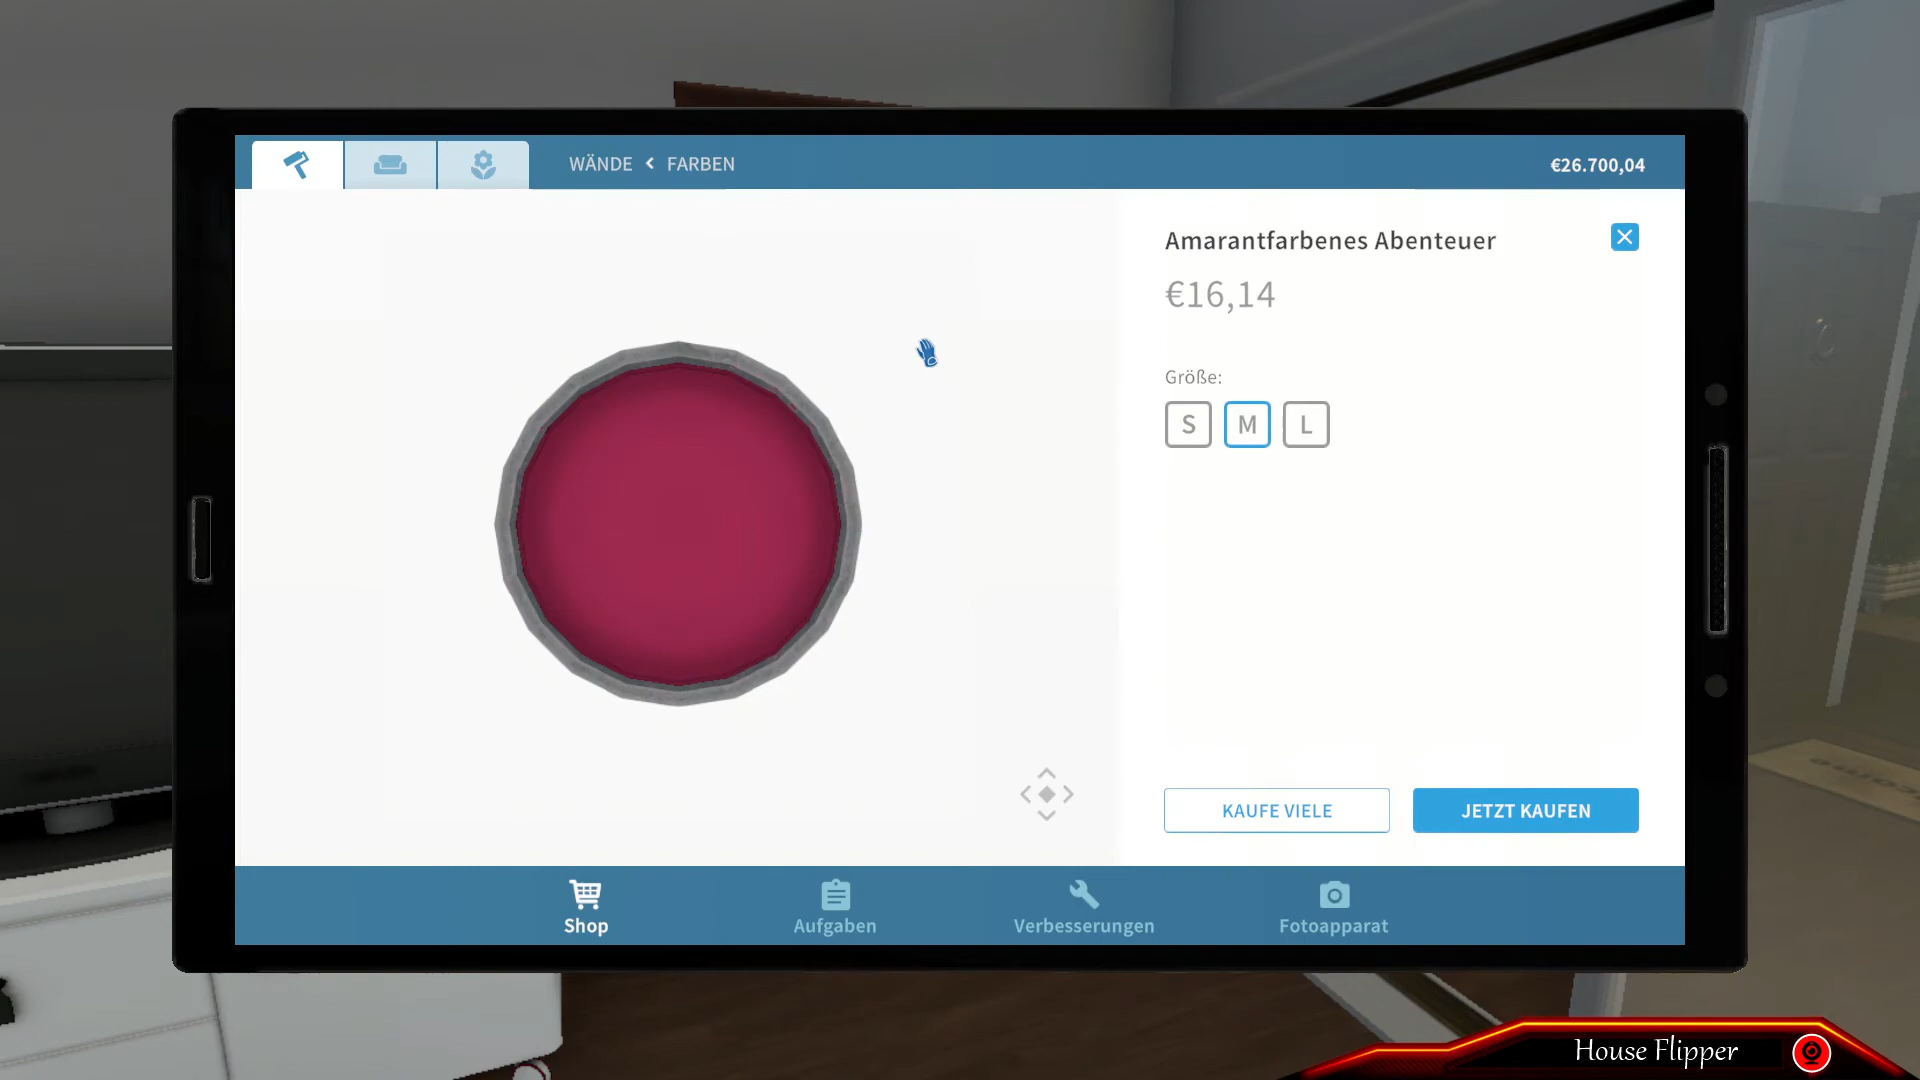 WÄNDE < FARBEN
€26.700,04
Amarantfarbenes Abenteuer
€16,14
Größe:
S M L
KAUFE VIELE
JETZT KAUFEN
Shop
Aufgaben
Verbesserungen
Fotoapparat
House Flipper